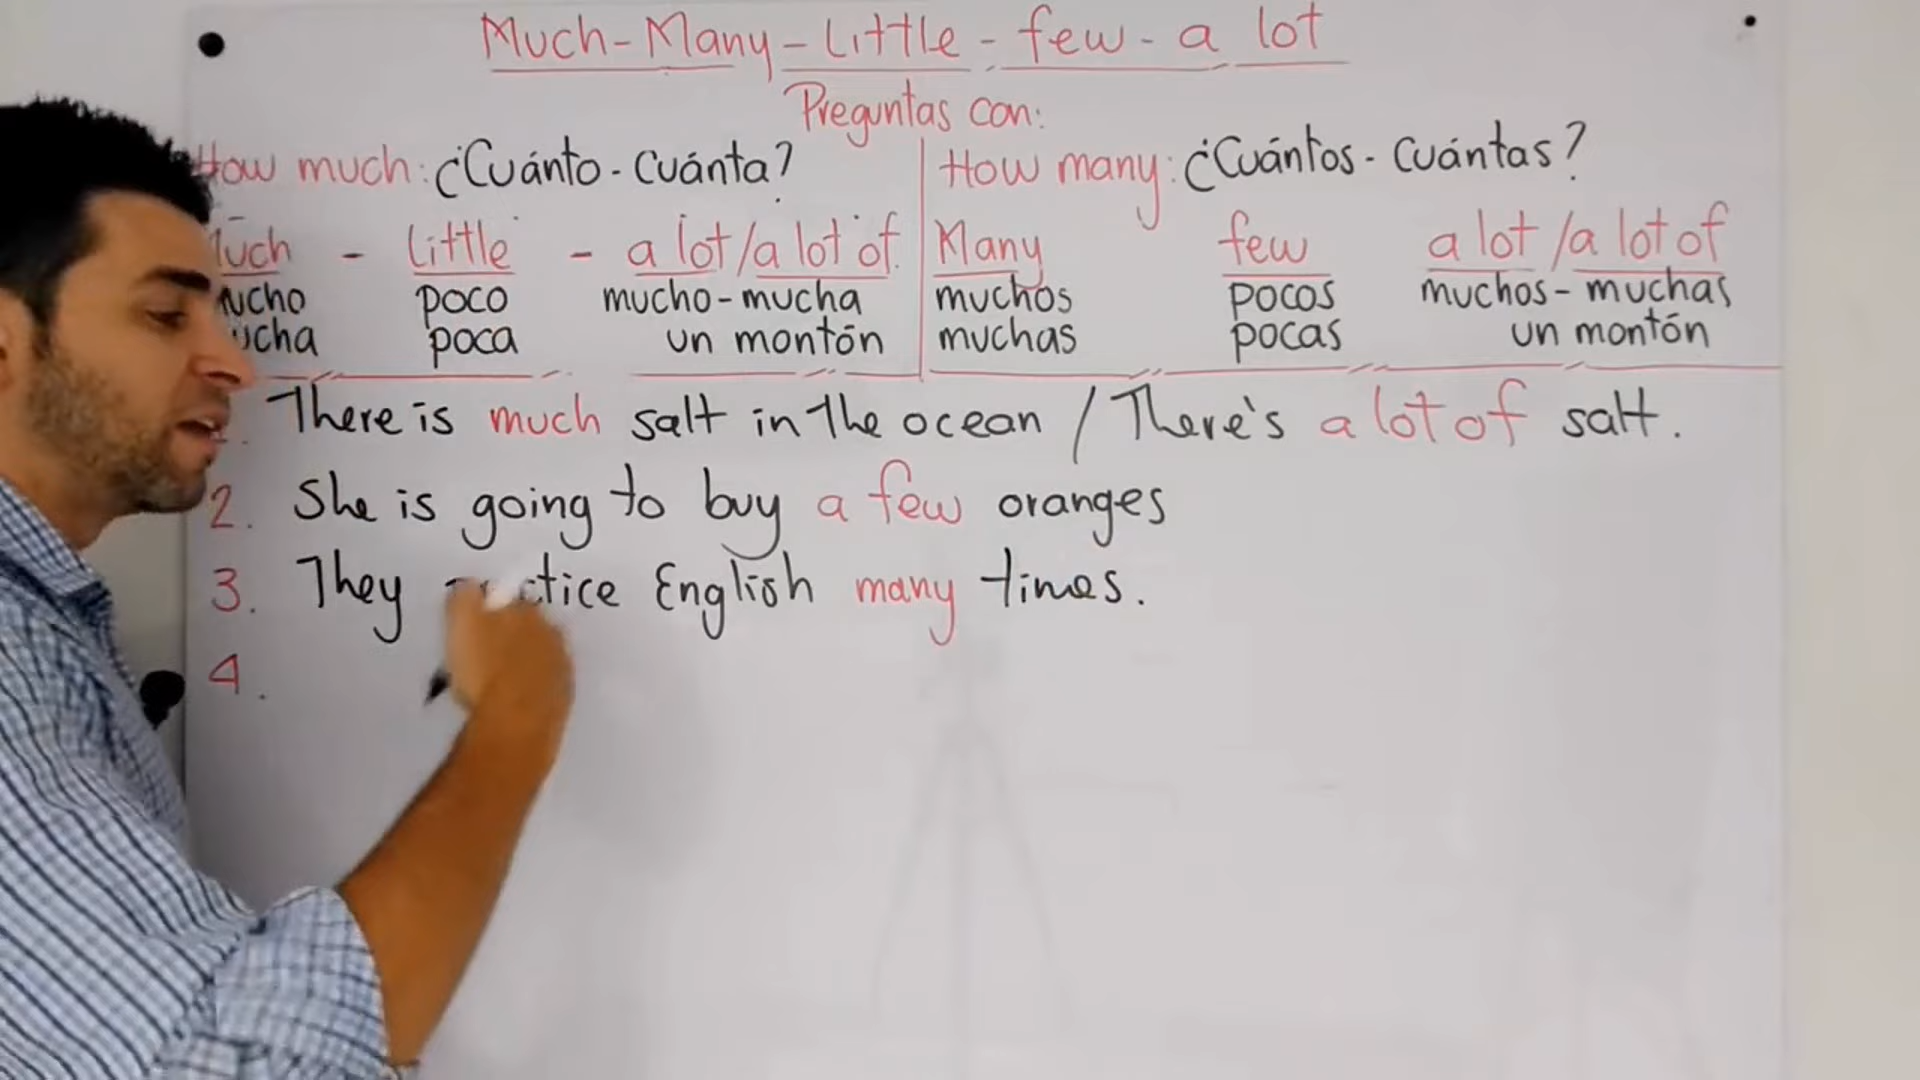 Much - Many - Little - few - a lot
Preguntas con:
How much: ¿Cuánto - Cuánta?
How many: ¿Cuántos - Cuántas?
Much - Little - a lot / a lot of
mucho poco mucho - mucha
mucha poca un montón
Many few a lot / a lot of
muchos pocos muchos - muchas
muchas pocas un montón
1. There is much salt in the ocean / There's a lot of salt.
2. She is going to buy a few oranges
3. They practice English many times.
4.